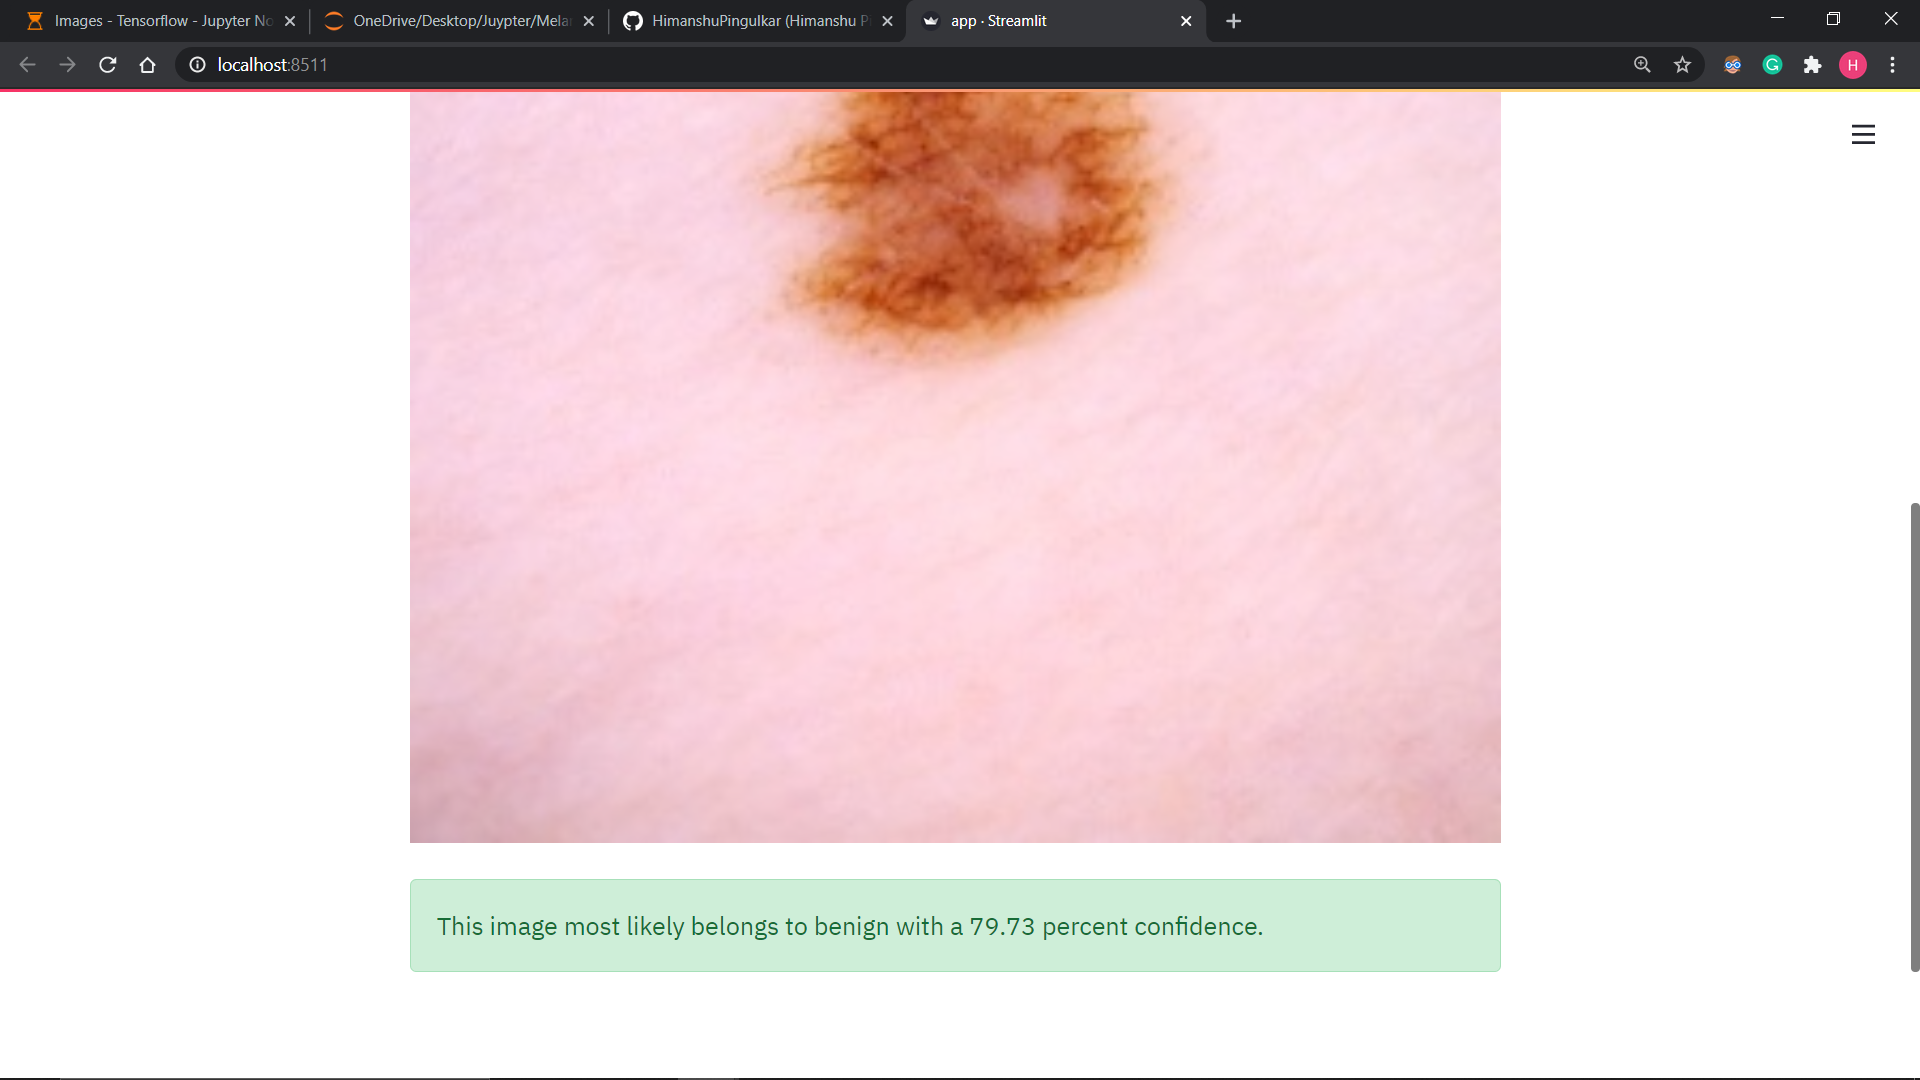 Images - Tensorflow - Jupyter No
OneDrive/Desktop/Juypter/Mela
HimanshuPingulkar (Himanshu P
app · Streamlit
localhost:8511
H
This image most likely belongs to benign with a 79.73 percent confidence.